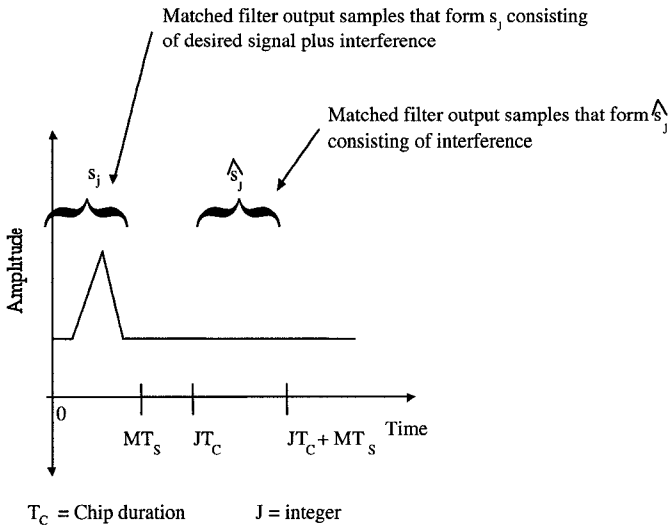 Matched filter output samples that form s_J consisting
of desired signal plus interference
Matched filter output samples that form ŝ_J
consisting of interference
s_j
ŝ_J
Amplitude
0
MT_S
JT_C
JT_C + MT_S
Time
T_C = Chip duration
J = integer